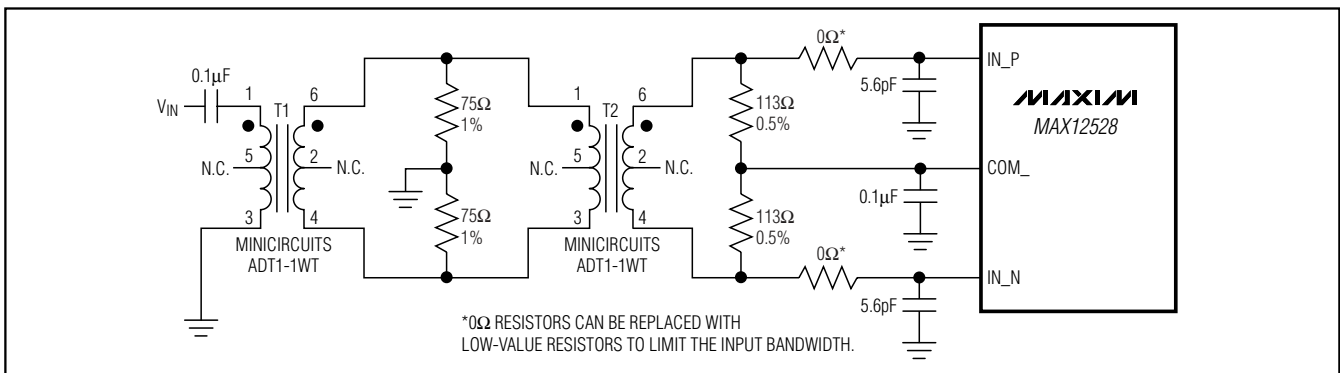 V_IN
0.1μF
1
T1
6
5
N.C.
2
N.C.
3
4
MINICIRCUITS
ADT1-1WT
75Ω
1%
75Ω
1%
1
T2
6
5
N.C.
2
N.C.
3
4
MINICIRCUITS
ADT1-1WT
113Ω
0.5%
113Ω
0.5%
0Ω*
5.6pF
0.1μF
0Ω*
5.6pF
IN_P
MAXIM
MAX12528
COM_
IN_N
*0Ω RESISTORS CAN BE REPLACED WITH
LOW-VALUE RESISTORS TO LIMIT THE INPUT BANDWIDTH.